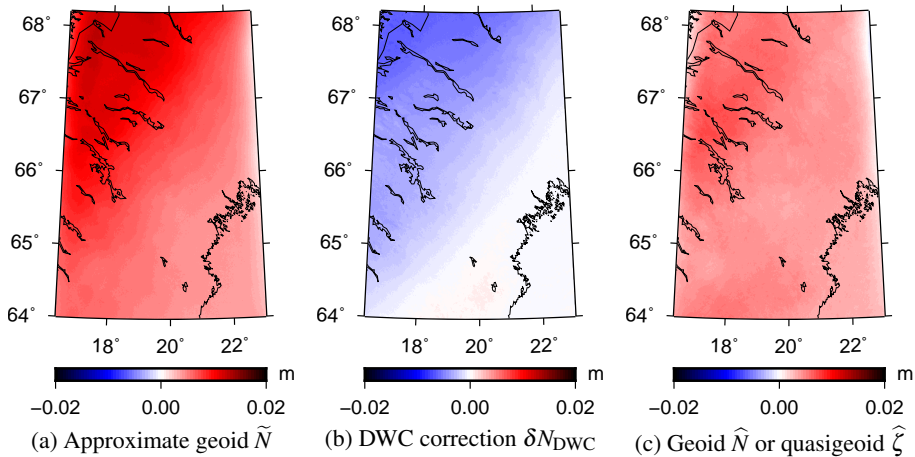 68˚
67˚
66˚
65˚
64˚
18˚ 20˚ 22˚
−0.02 0.00 0.02
m
(a) Approximate geoid Ñ
68˚
67˚
66˚
65˚
64˚
18˚ 20˚ 22˚
−0.02 0.00 0.02
m
(b) DWC correction δN_DWC
68˚
67˚
66˚
65˚
64˚
18˚ 20˚ 22˚
−0.02 0.00 0.02
m
(c) Geoid N̂ or quasigeoid ζ̂